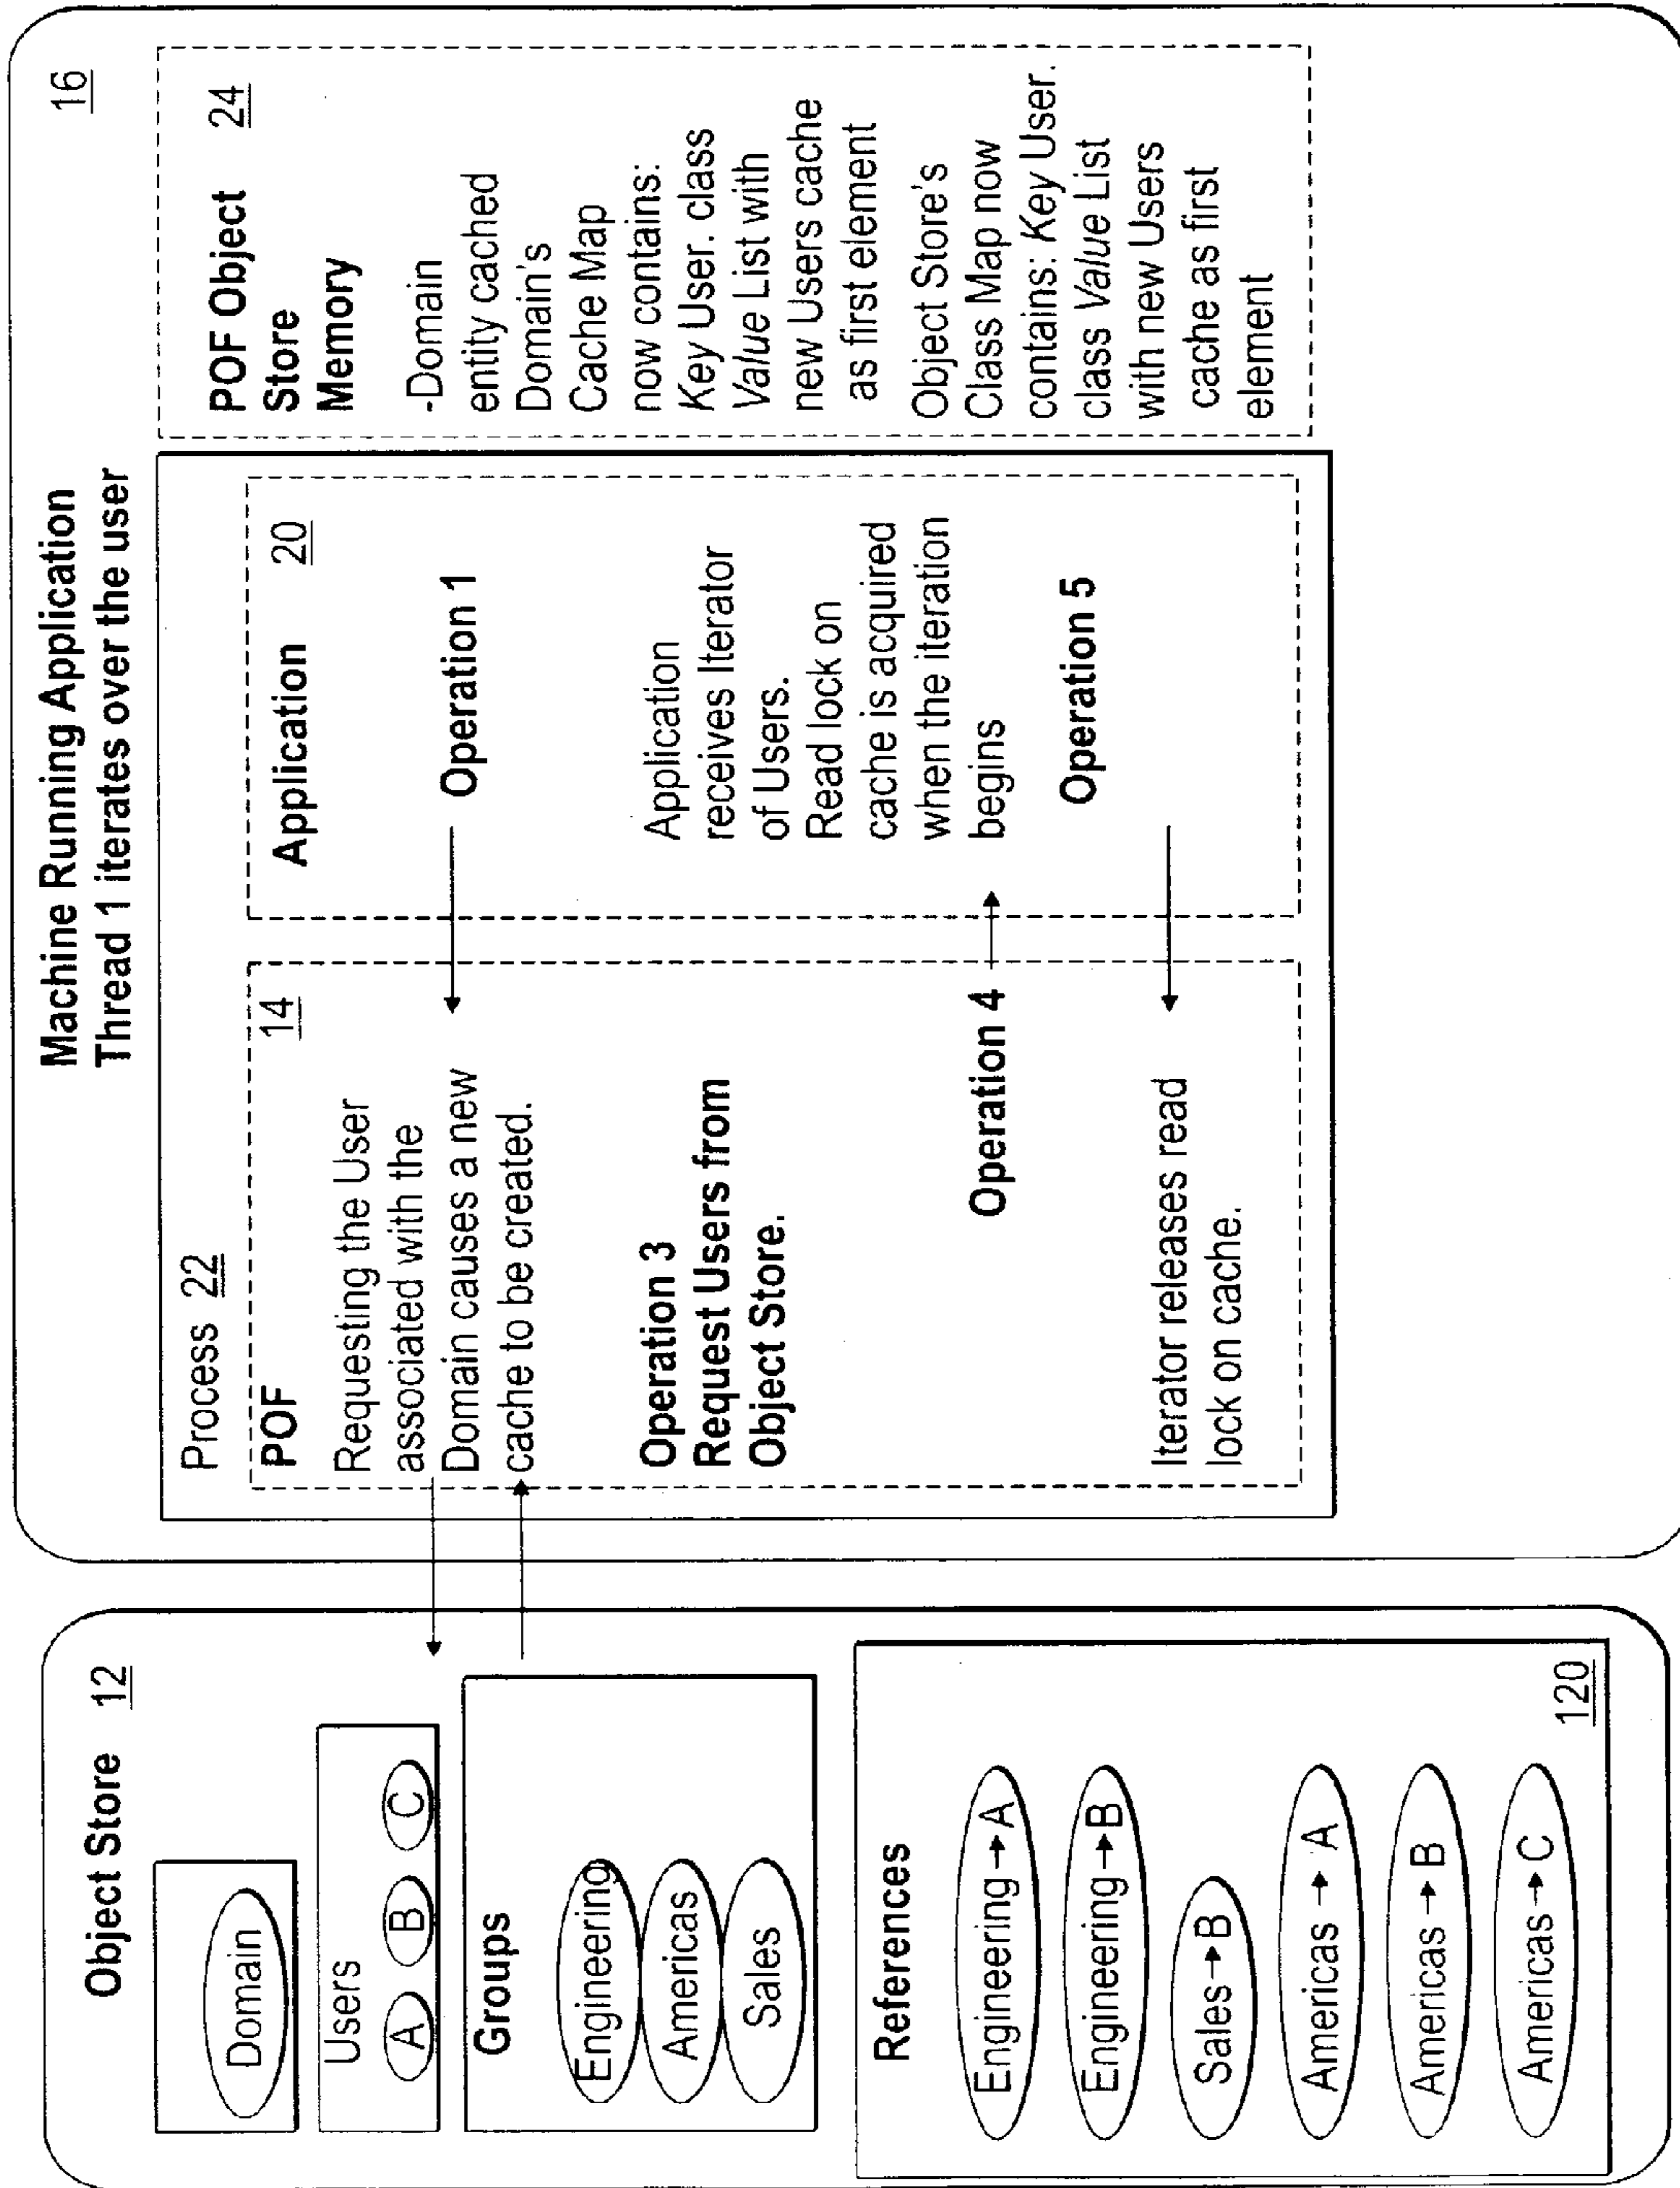 Object Store 12
Domain
Users
A B C
Groups
Engineering
Americas
Sales
References
Engineering→A
Engineering→B
Sales→B
Americas → A
Americas → B
Americas→C
120
Machine Running Application
Thread 1 iterates over the user
16
Process 22
POF 14
Requesting the User
associated with the
Domain causes a new
cache to be created.
Operation 3
Request Users from
Object Store.
Operation 4
Iterator releases read
lock on cache.
Application 20
Operation 1
Application
receives Iterator
of Users.
Read lock on
cache is acquired
when the iteration
begins
Operation 5
POF Object 24
Store
Memory
-Domain
entity cached
Domain's
Cache Map
now contains:
Key User. class
Value List with
new Users cache
as first element
Object Store's
Class Map now
contains: Key User.
class Value List
with new Users
cache as first
element